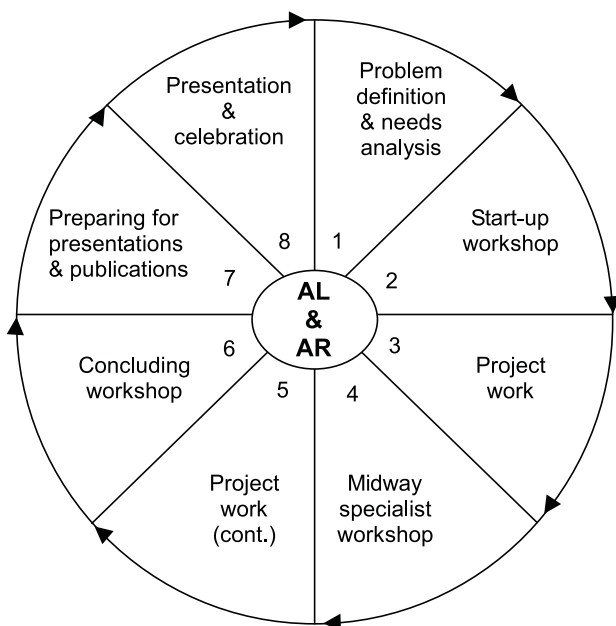 Problem
definition
& needs
analysis
1
Start-up
workshop
2
Project
work
3
Midway
specialist
workshop
4
Project
work
(cont.)
5
Concluding
workshop
6
Preparing for
presentations
& publications
7
Presentation
&
celebration
8
AL
&
AR